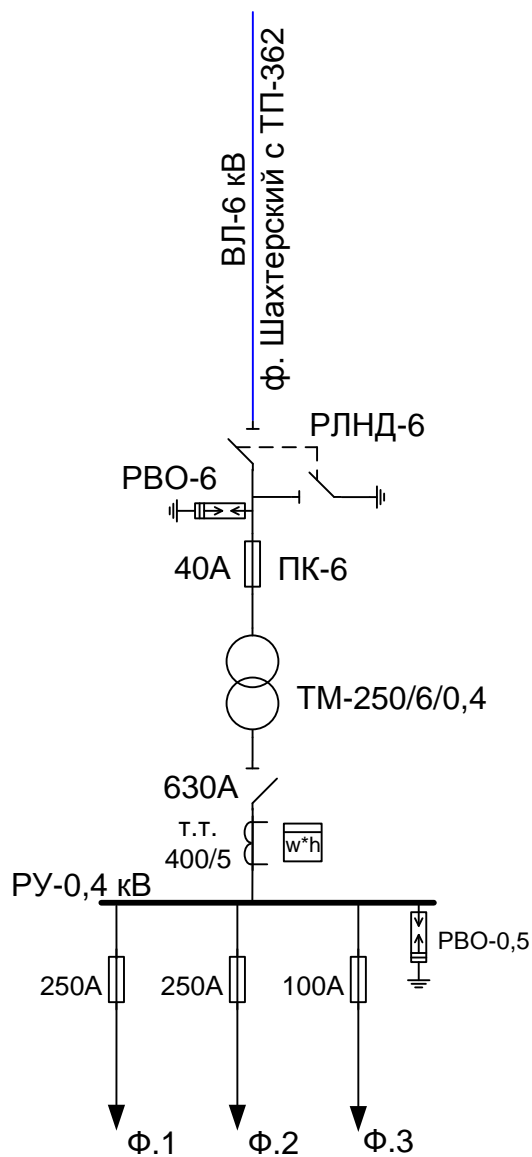 ВЛ-6 кВ
ф. Шахтерский с ТП-362
РЛНД-6
РВО-6
40А
ПК-6
ТМ-250/6/0,4
630А
т.т.
400/5
w*h
РУ-0,4 кВ
РВО-0,5
250А
250А
100А
Ф.1
Ф.2
Ф.3